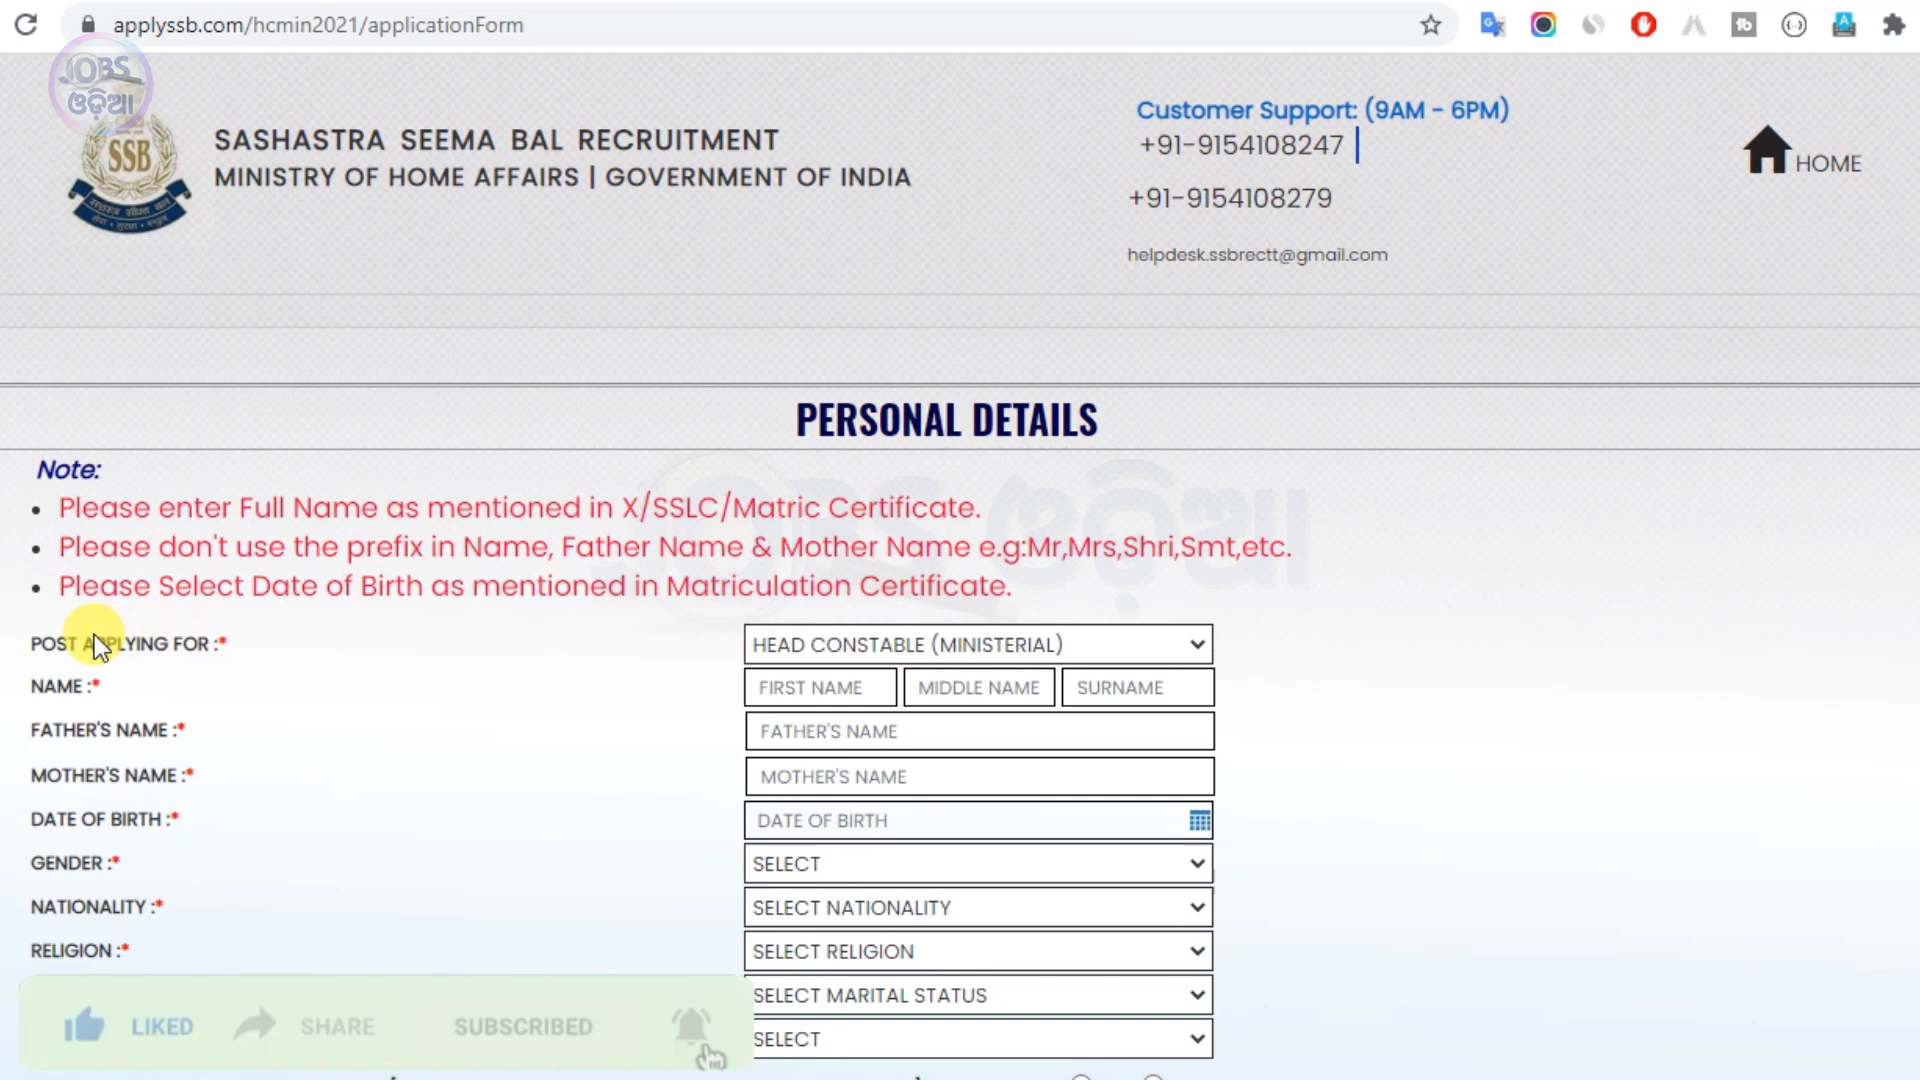 applyssb.com/hcmin2021/applicationForm
JOBS
ଓଡ଼ିଆ
SSB
SASHASTRA SEEMA BAL RECRUITMENT
MINISTRY OF HOME AFFAIRS | GOVERNMENT OF INDIA
Customer Support: (9AM - 6PM)
+91-9154108247 |
+91-9154108279
helpdesk.ssbrectt@gmail.com
HOME
PERSONAL DETAILS
Note:
• Please enter Full Name as mentioned in X/SSLC/Matric Certificate.
• Please don't use the prefix in Name, Father Name & Mother Name e.g:Mr,Mrs,Shri,Smt,etc.
• Please Select Date of Birth as mentioned in Matriculation Certificate.
JOBS ଓଡ଼ିଆ
POST APPLYING FOR :* HEAD CONSTABLE (MINISTERIAL)
NAME :* FIRST NAME MIDDLE NAME SURNAME
FATHER'S NAME :* FATHER'S NAME
MOTHER'S NAME :* MOTHER'S NAME
DATE OF BIRTH :* DATE OF BIRTH
GENDER :* SELECT
NATIONALITY :* SELECT NATIONALITY
RELIGION :* SELECT RELIGION
SELECT MARITAL STATUS
LIKED SHARE SUBSCRIBED
SELECT